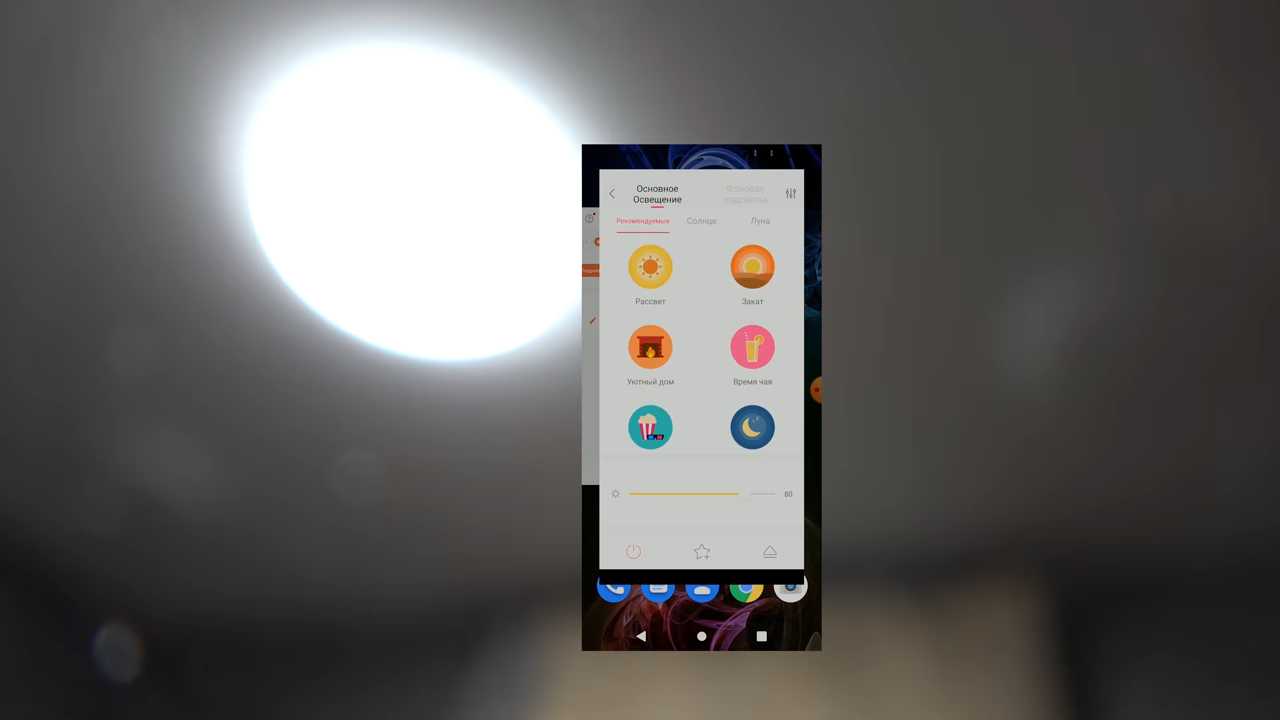 Основное
Освещение
Фоновая
подсветка
Рекомендуемые
Солнце
Луна
Рассвет
Закат
Уютный дом
Время чая
80